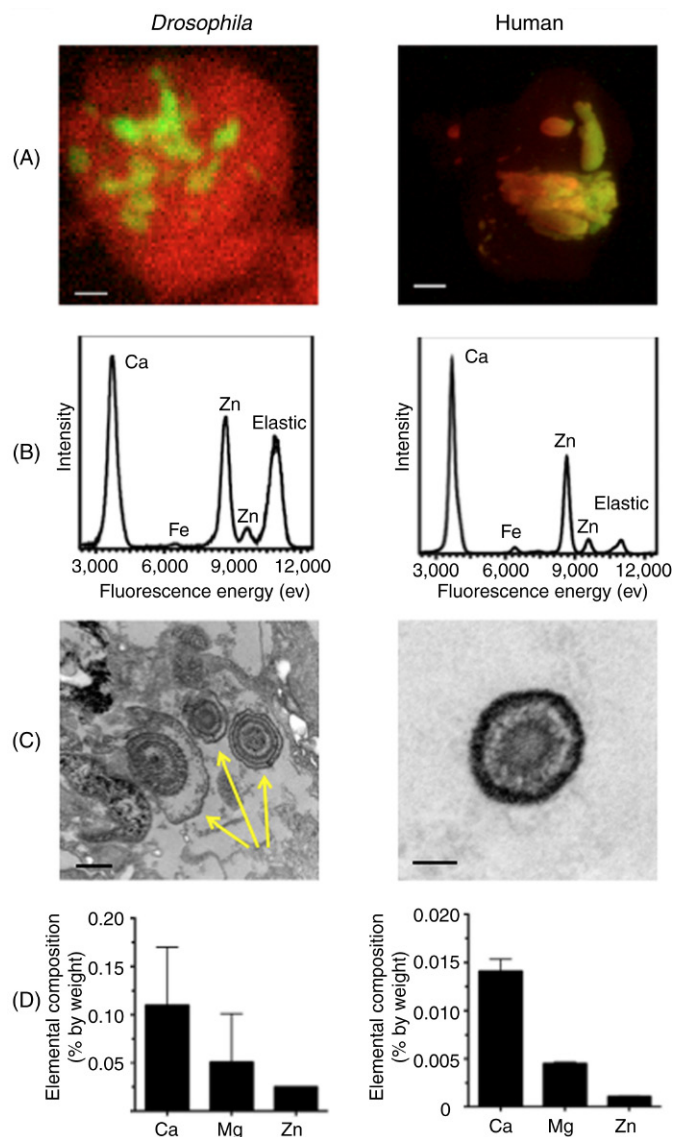 Drosophila
Human
(A)
(B)
Intensity
Ca
Fe
Zn
Zn
Elastic
3,000 6,000 9,000 12,000
Fluorescence energy (ev)
Intensity
Ca
Fe
Zn
Zn
Elastic
3,000 6,000 9,000 12,000
Fluorescence energy (ev)
(C)
(D)
Elemental composition
(% by weight)
0.20
0.15
0.10
0.05
Ca Mg Zn
Elemental composition
(% by weight)
0.020
0.015
0.010
0.005
0
Ca Mg Zn